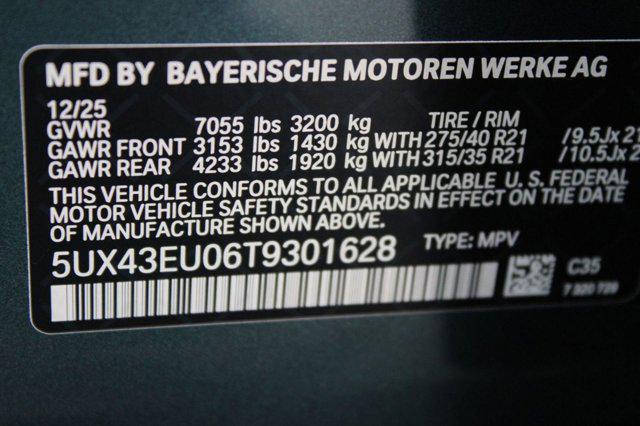 MFD BY BAYERISCHE MOTOREN WERKE AG
12/25 TIRE / RIM
GVWR 7055 lbs 3200 kg
GAWR FRONT 3153 lbs 1430 kg WITH 275/40 R21 /9.5Jx
GAWR REAR 4233 lbs 1920 kg WITH 315/35 R21 /10.5Jx
THIS VEHICLE CONFORMS TO ALL APPLICABLE U. S. FEDERAL
MOTOR VEHICLE SAFETY STANDARDS IN EFFECT ON THE DATE
OF MANUFACTURE SHOWN ABOVE.
5UX43EU06T9301628 TYPE: MPV
C35